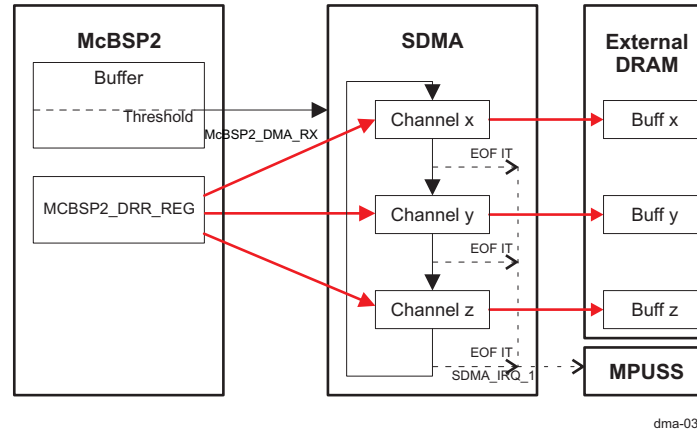 McBSP2
Buffer
Threshold
McBSP2_DMA_RX
MCBSP2_DRR_REG
SDMA
Channel x
EOF IT
Channel y
EOF IT
Channel z
EOF IT
SDMA_IRQ_1
External
DRAM
Buff x
Buff y
Buff z
MPUSS
dma-03